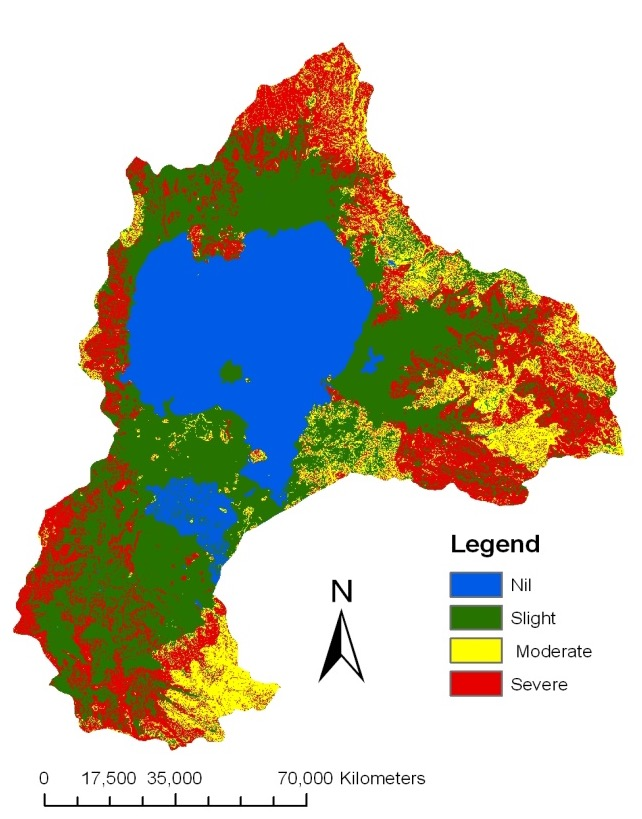 Legend
N
Nil
Slight
Moderate
Severe
0 17,500 35,000 70,000 Kilometers